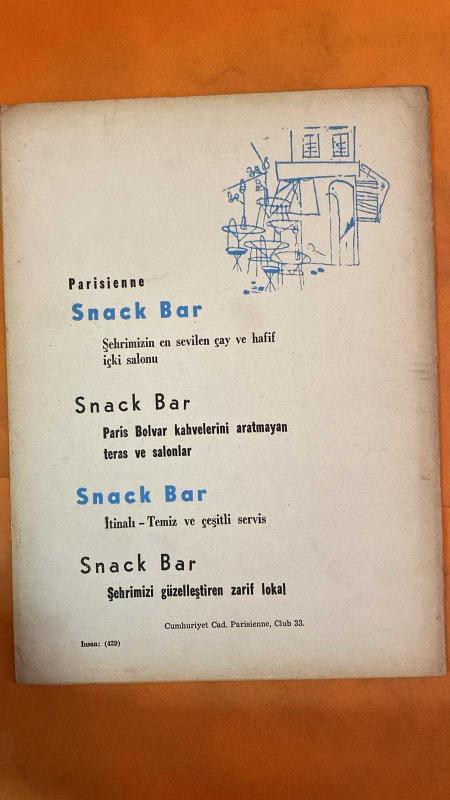 Parisienne
Snack Bar
Şehrimizin en sevilen çay ve hafif
içki salonu
Snack Bar
Paris Bolvar kahvelerini aratmayan
teras ve salonlar
Snack Bar
İtinalı - Temiz ve çeşitli servis
Snack Bar
Şehrimizi güzelleştiren zarif lokal
Cumhuriyet Cad. Parisienne, Club 33.
İnsan: (429)